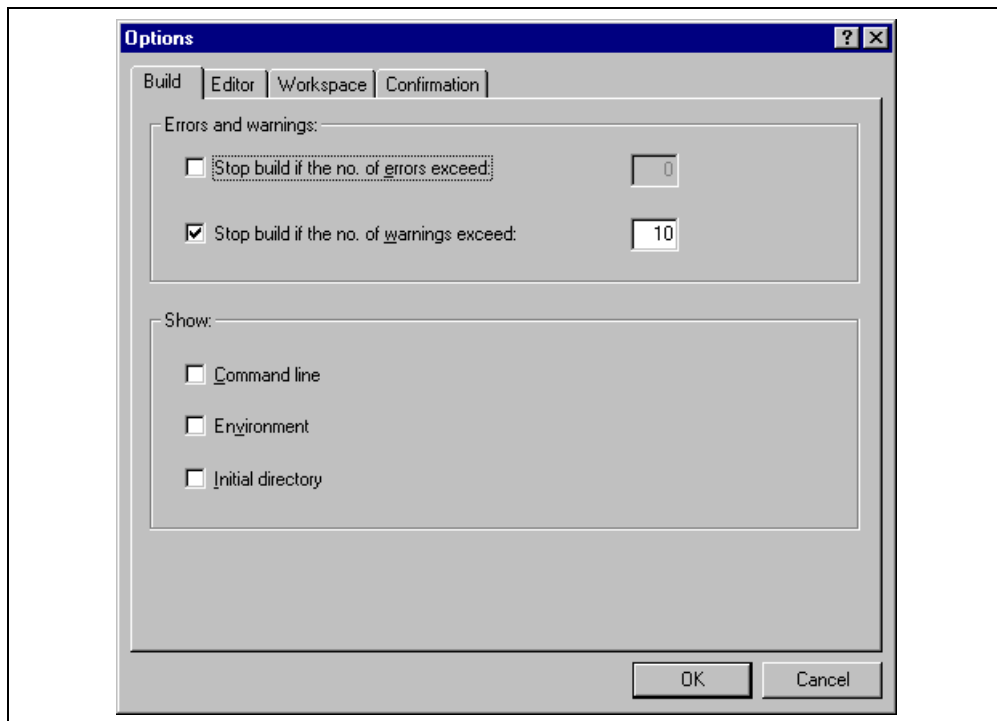 Options
Build Editor Workspace Confirmation
Errors and warnings:
Stop build if the no. of errors exceed: 0
Stop build if the no. of warnings exceed: 10
Show:
Command line
Environment
Initial directory
OK Cancel